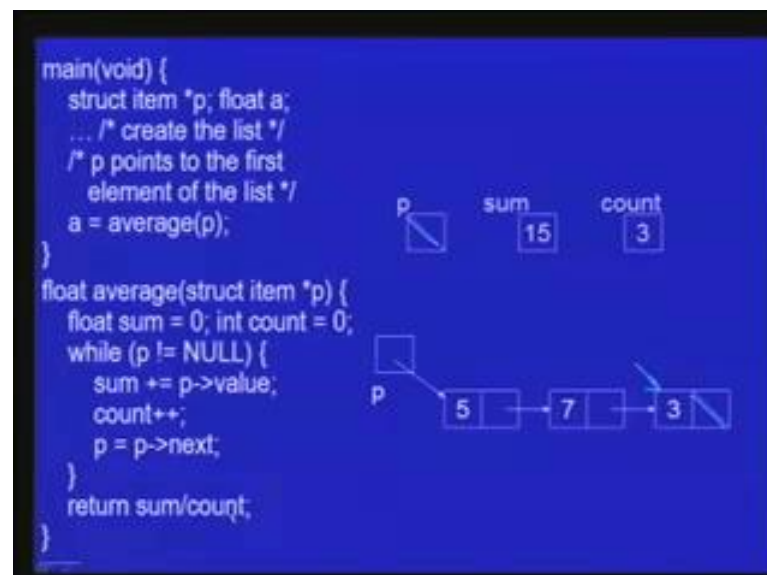 main(void) {
struct item *p; float a;
... /* create the list */
/* p points to the first
element of the list */
a = average(p);
}
float average(struct item *p) {
float sum = 0; int count = 0;
while (p != NULL) {
sum += p->value;
count++;
p = p->next;
}
return sum/count;
}
p sum count
15 3
p
5 7 3